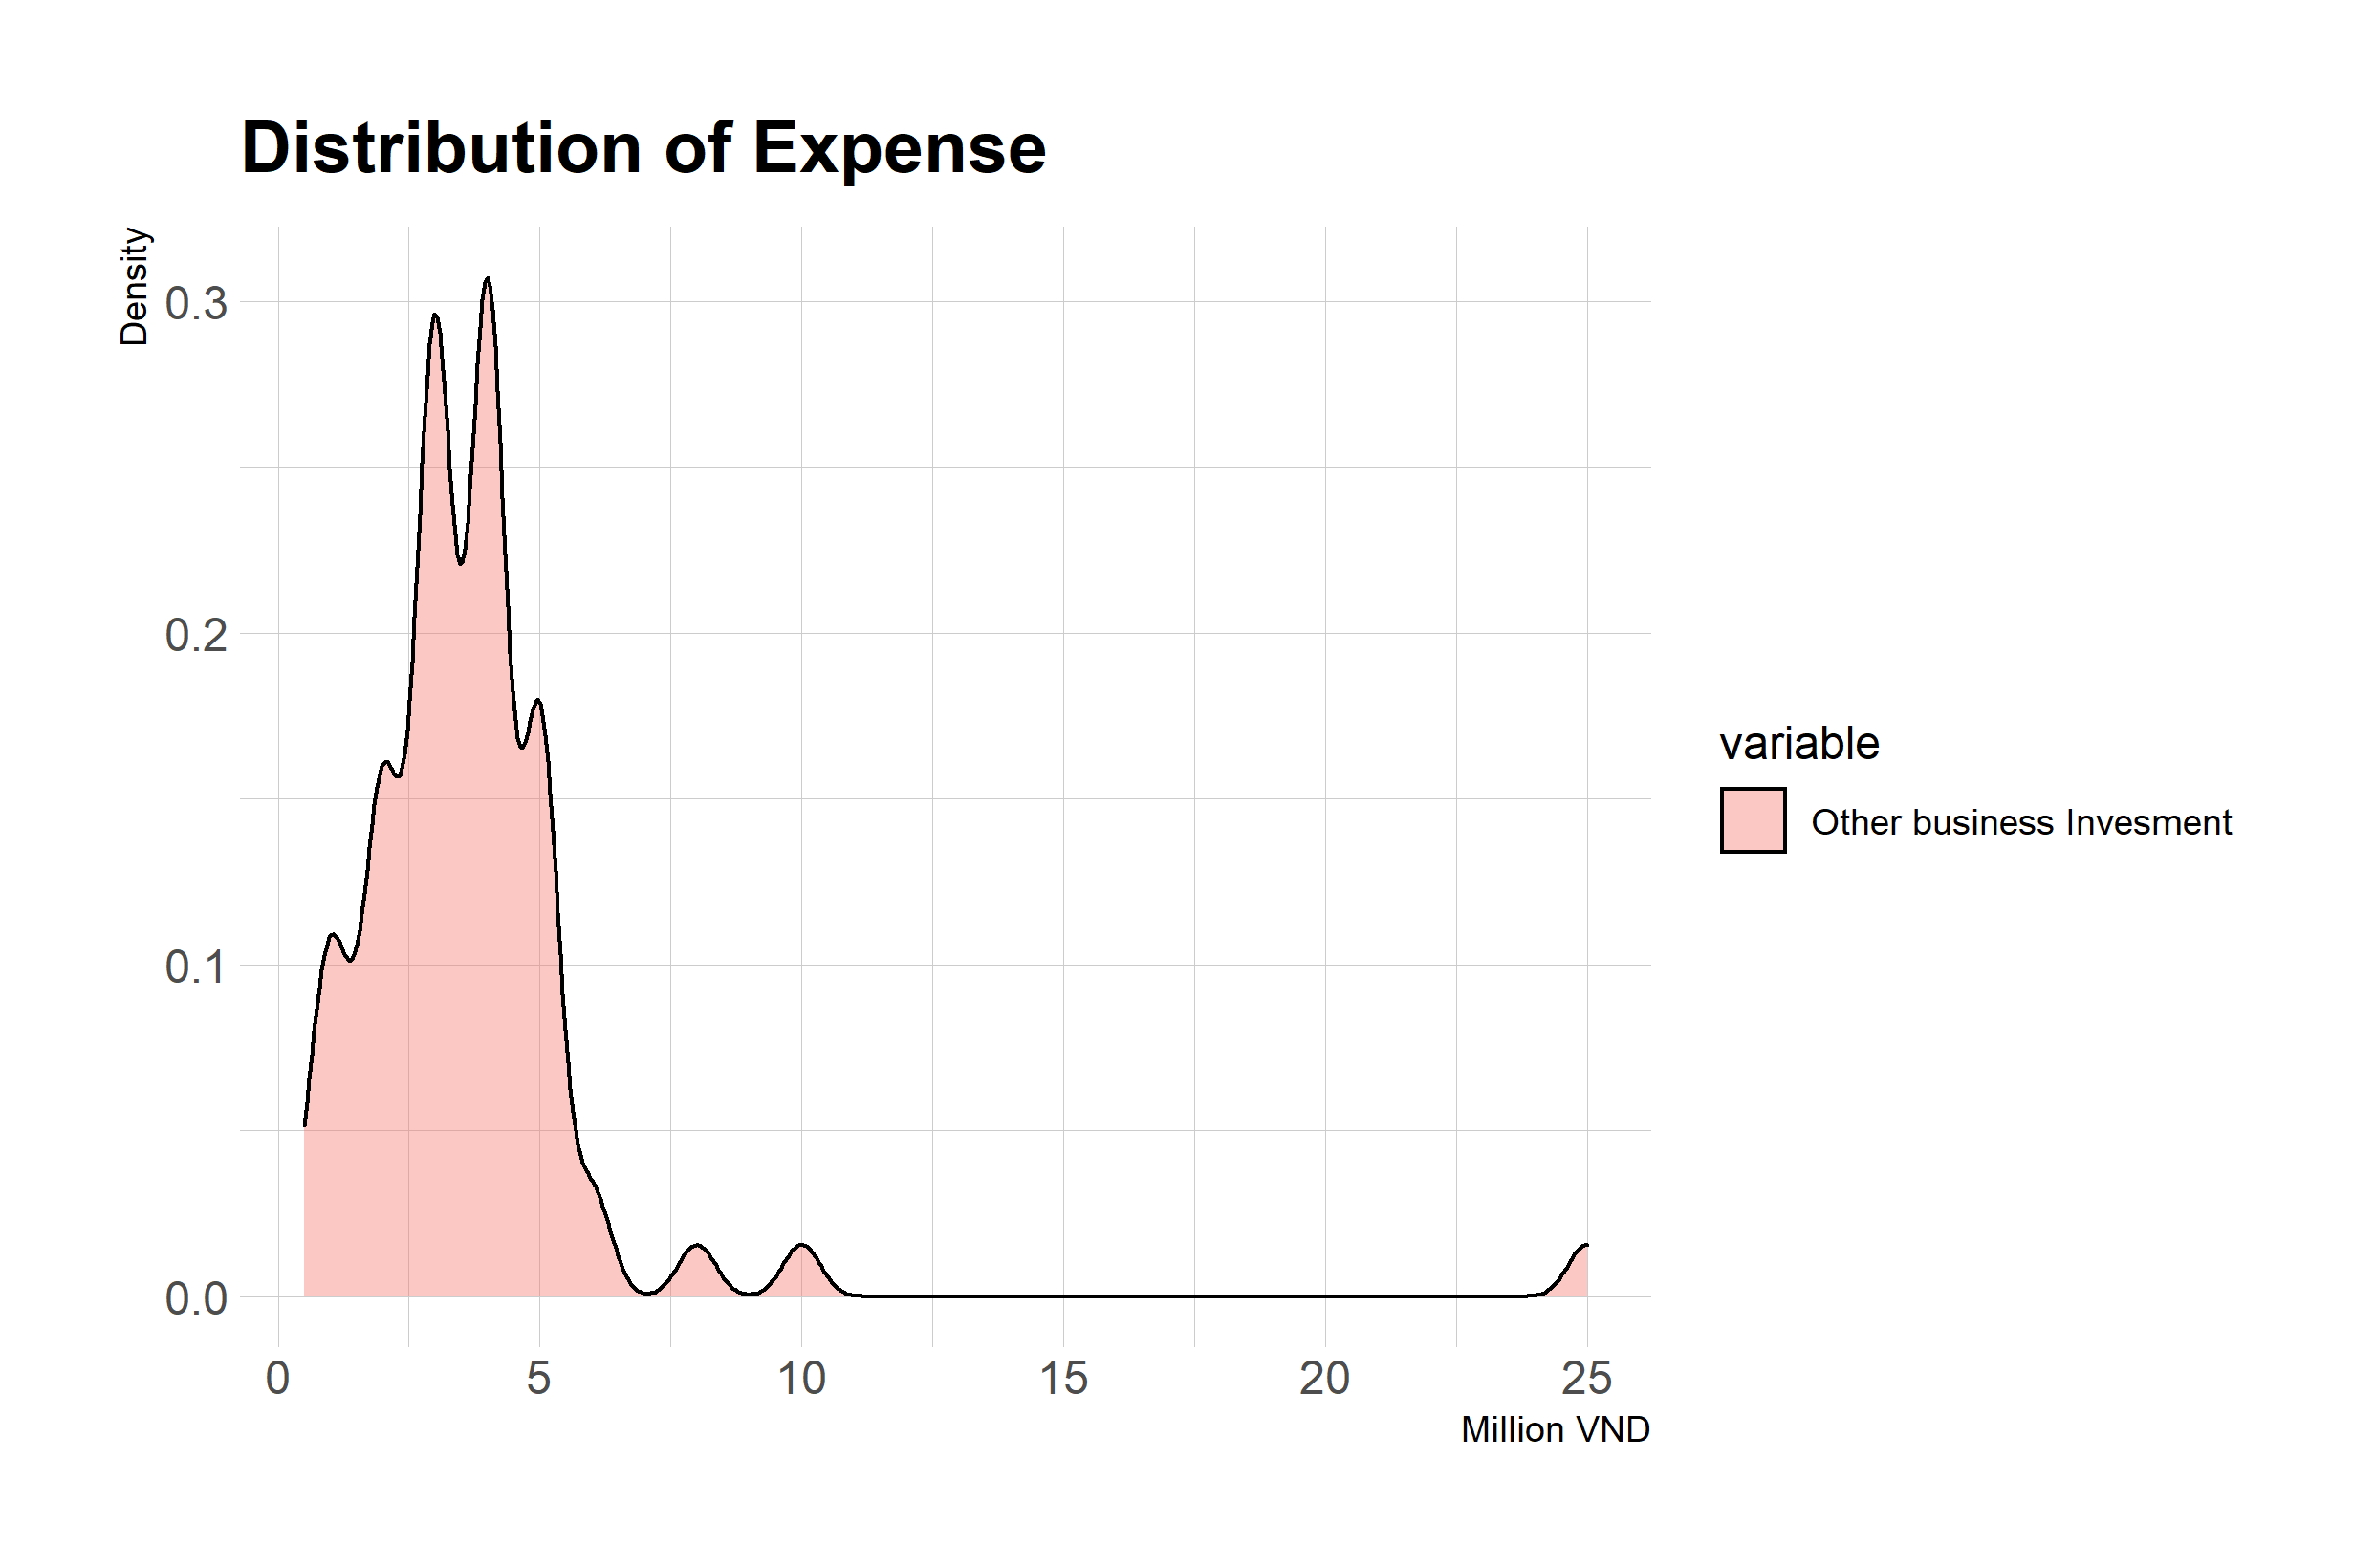 Distribution of Expense
Density
0.3
0.2
0.1
0.0
0 5 10 15 20 25
Million VND
variable
Other business Invesment